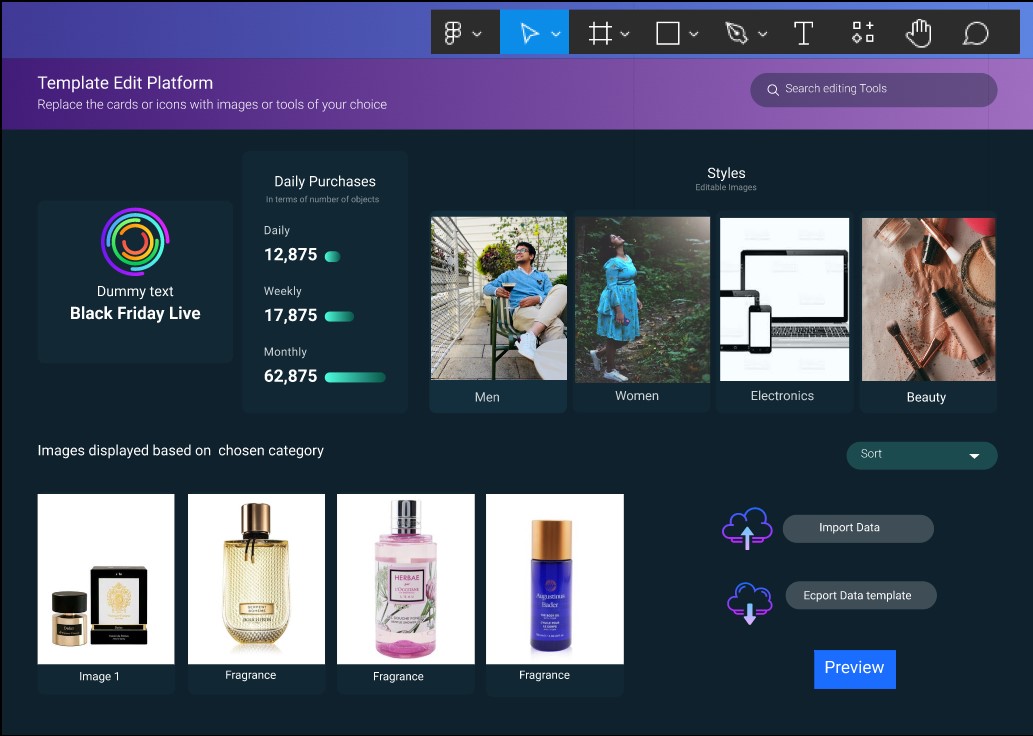 Template Edit Platform
Replace the cards or icons with images or tools of your choice
Search editing Tools
Dummy text
Black Friday Live
Daily Purchases
In terms of number of objects
Daily
12,875
Weekly
17,875
Monthly
62,875
Styles
Editable Images
Men
Women
Electronics
Beauty
Images displayed based on chosen category
Sort
HERBAE
Augustinus
Bader
Image 1
Fragrance
Fragrance
Fragrance
Import Data
Ecport Data template
Preview